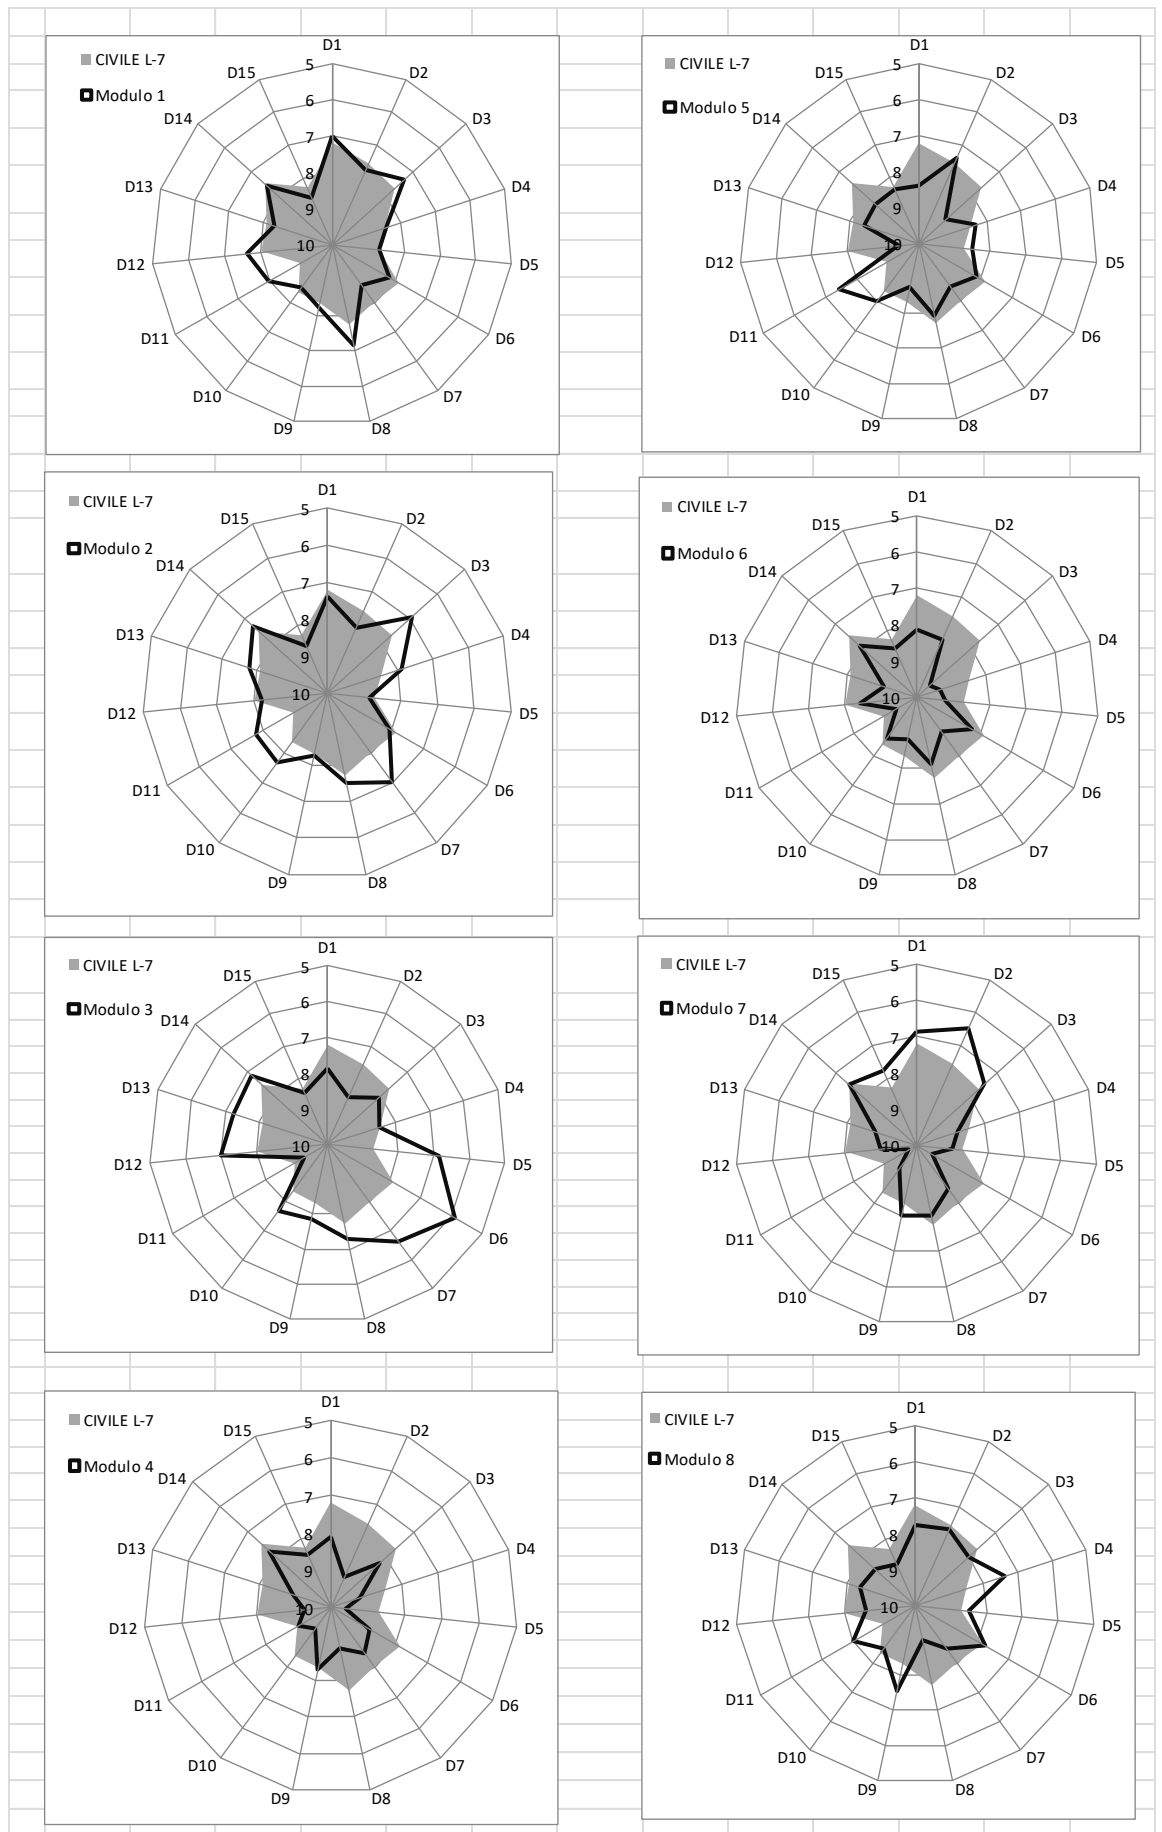 CIVILE L-7
Modulo 1
D1
D2
D3
D4
D5
D6
D7
D8
D9
D10
D11
D12
D13
D14
D15
5
6
7
8
9
10
CIVILE L-7
Modulo 5
D1
D2
D3
D4
D5
D6
D7
D8
D9
D10
D11
D12
D13
D14
D15
5
6
7
8
9
10
CIVILE L-7
Modulo 2
D1
D2
D3
D4
D5
D6
D7
D8
D9
D10
D11
D12
D13
D14
D15
5
6
7
8
9
10
CIVILE L-7
Modulo 6
D1
D2
D3
D4
D5
D6
D7
D8
D9
D10
D11
D12
D13
D14
D15
5
6
7
8
9
10
CIVILE L-7
Modulo 3
D1
D2
D3
D4
D5
D6
D7
D8
D9
D10
D11
D12
D13
D14
D15
5
6
7
8
9
10
CIVILE L-7
Modulo 7
D1
D2
D3
D4
D5
D6
D7
D8
D9
D10
D11
D12
D13
D14
D15
5
6
7
8
9
10
CIVILE L-7
Modulo 4
D1
D2
D3
D4
D5
D6
D7
D8
D9
D10
D11
D12
D13
D14
D15
5
6
7
8
9
10
CIVILE L-7
Modulo 8
D1
D2
D3
D4
D5
D6
D7
D8
D9
D10
D11
D12
D13
D14
D15
5
6
7
8
9
10